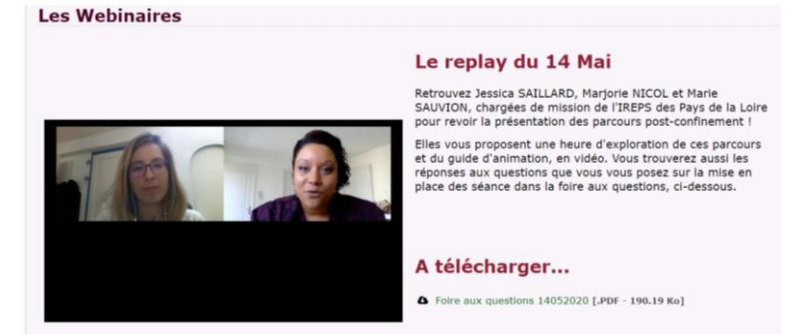 Les Webinaires
Le replay du 14 Mai
Retrouvez Jessica SAILLARD, Marjorie NICOL et Marie
SAUVION, chargées de mission de l'IREPS des Pays de la Loire
pour revoir la présentation des parcours post-confinement !
Elles vous proposent une heure d'exploration de ces parcours
et du guide d'animation, en vidéo. Vous trouverez aussi les
réponses aux questions que vous vous posez sur la mise en
place des séance dans la foire aux questions, ci-dessous.
A télécharger...
Foire aux questions 14052020 [.PDF - 190.19 Ko]